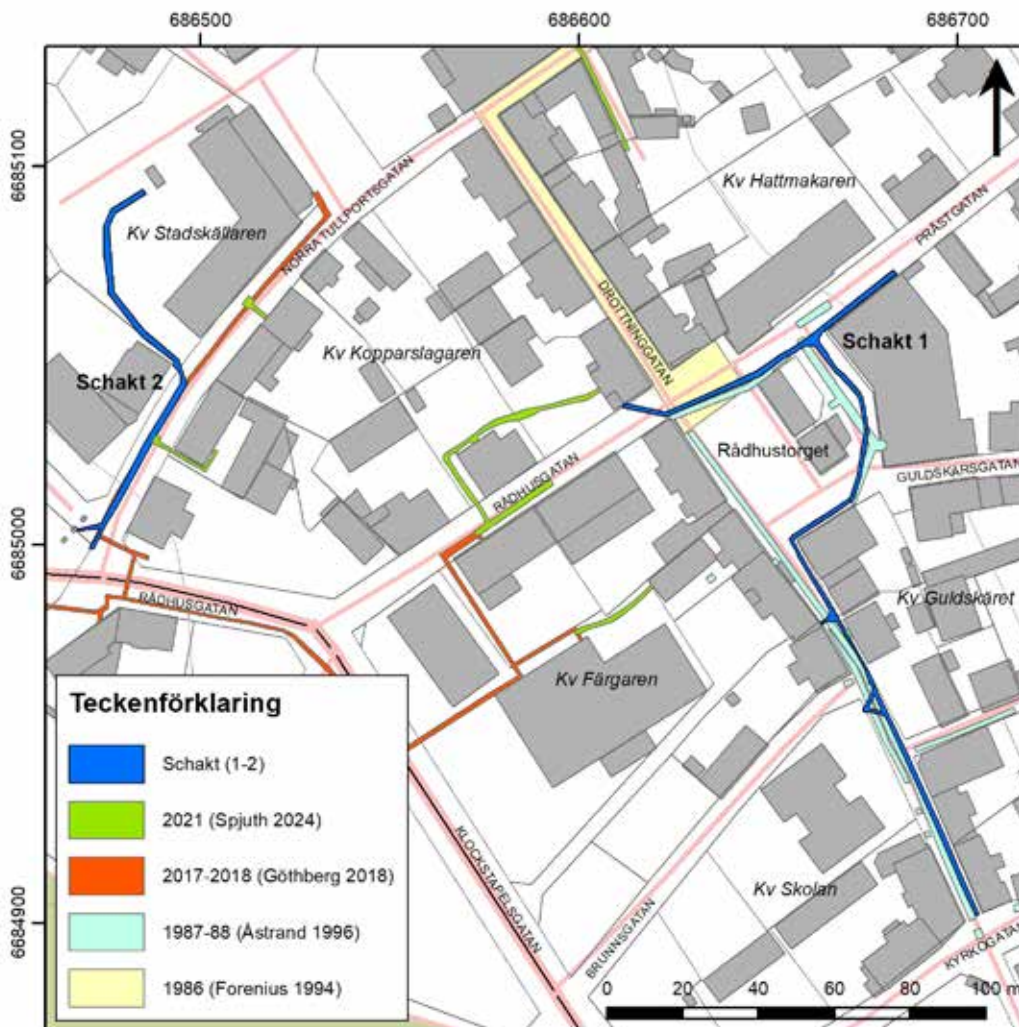 686500
686600
686700
6685100
6685000
6684900
Kv Hattmakaren
PRÄSTGATAN
Kv Stadskällaren
NORRA TULLPORTSGATAN
DROTTNINGGATAN
Kv Kopparslagaren
Schakt 1
Schakt 2
Rådhustorget
GULDSKÄRSGATAN
RÅDHUSGATAN
RÅDHUSGATAN
Kv Guldskäret
Kv Färgaren
KLOCKSTAPELSGATAN
BRUNNSGATAN
Kv Skolan
KYRKOGATAN
Teckenförklaring
Schakt (1-2)
2021 (Spjuth 2024)
2017-2018 (Göthberg 2018)
1987-88 (Åstrand 1996)
1986 (Forenius 1994)
0 20 40 60 80 100 m